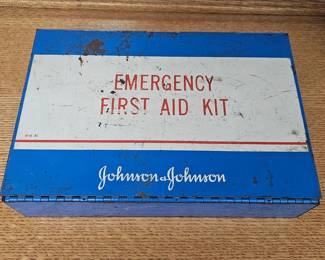 EMERGENCY
FIRST AID KIT
Johnson & Johnson